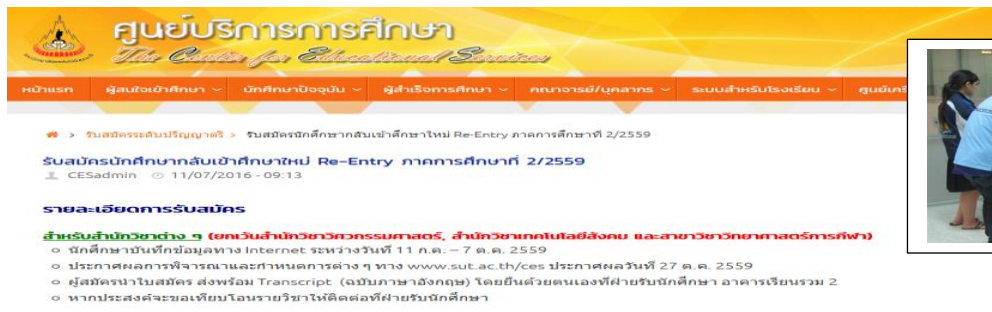 ศูนย์บริการการศึกษา
The Center for Educational Services
หน้าแรก ผู้สนใจเข้าศึกษา นักศึกษาปัจจุบัน ผู้สำเร็จการศึกษา คณาจารย์/บุคลากร ระบบสำหรับโรงเรียน ศูนย์เครื
> รับสมัครระดับปริญญาตรี > รับสมัครนักศึกษากลับเข้าศึกษาใหม่ Re-Entry ภาคการศึกษาที่ 2/2559
รับสมัครนักศึกษากลับเข้าศึกษาใหม่ Re-Entry ภาคการศึกษาที่ 2/2559
CESadmin 11/07/2016 - 09:13
รายละเอียดการรับสมัคร
สำหรับสำนักวิชาต่าง ๆ (ยกเว้นสำนักวิชาวิศวกรรมศาสตร์, สำนักวิชาเทคโนโลยีสังคม และสาขาวิชาวิทยาศาสตร์การกีฬา)
นักศึกษาบันทึกข้อมูลทาง Internet ระหว่างวันที่ 11 ก.ค. – 7 ต.ค. 2559
ประกาศผลการพิจารณาและกำหนดการต่าง ๆ ทาง www.sut.ac.th/ces ประกาศผลวันที่ 27 ต.ค. 2559
ผู้สมัครนำใบสมัคร ส่งพร้อม Transcript (ฉบับภาษาอังกฤษ) โดยยื่นด้วยตนเองที่ฝ่ายรับนักศึกษา อาคารเรียนรวม 2
หากประสงค์จะขอเทียบโอนรายวิชาให้ติดต่อที่ฝ่ายรับนักศึกษา